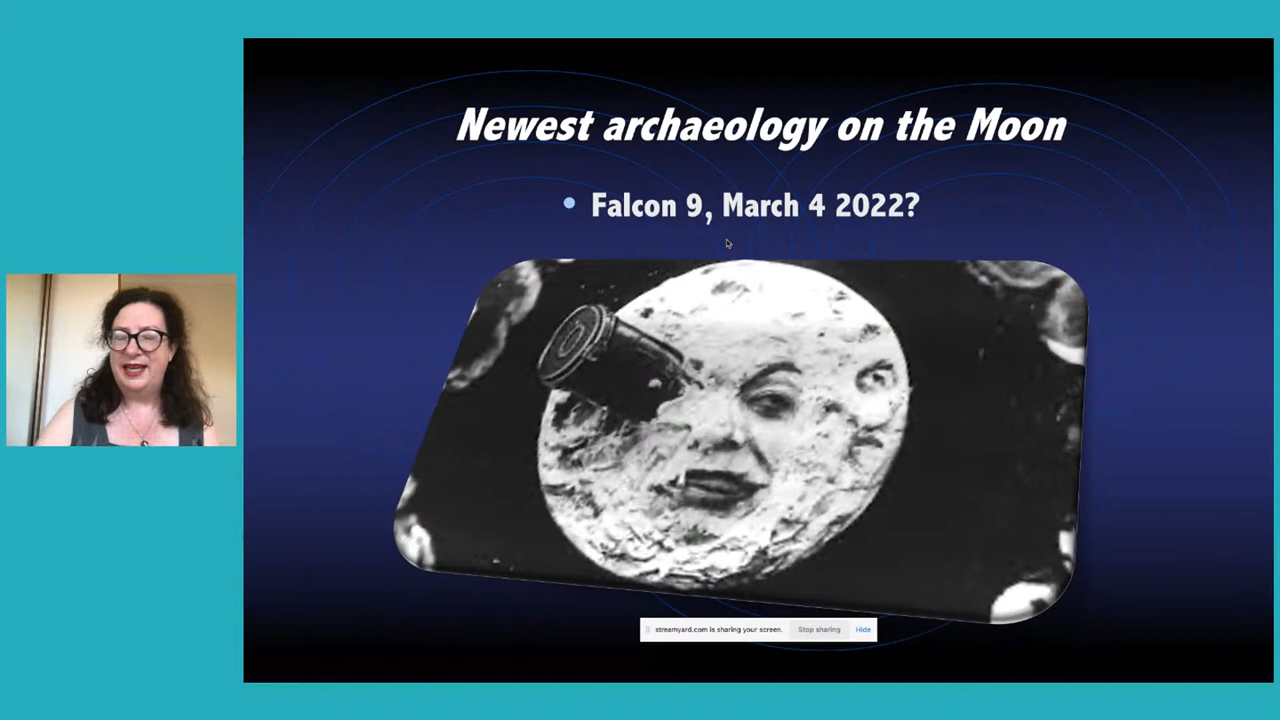 Newest archaeology on the Moon
• Falcon 9, March 4 2022?
streamyard.com is sharing your screen. Stop sharing Hide